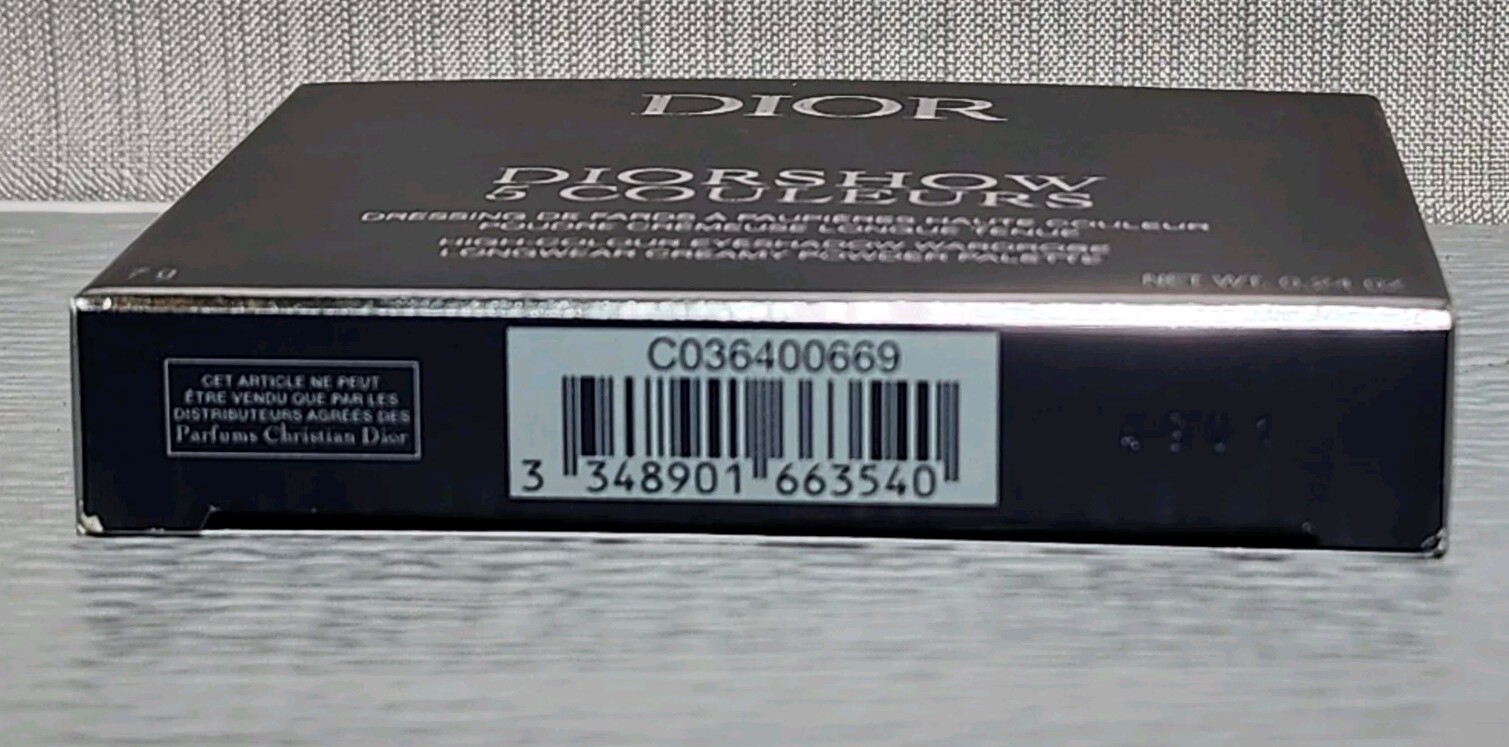 DIOR
DIORSHOW
5 COULEURS
DRESSING DE FARDS À PAUPIÈRES HAUTE COULEUR
POUDRE CRÉMEUSE LONGUE TENUE
HIGH-COLOUR EYESHADOW WARDROBE
LONGWEAR CREAMY POWDER PALETTE
7 g
NET WT. 0.24 oz
CET ARTICLE NE PEUT
ÊTRE VENDU QUE PAR LES
DISTRIBUTEURS AGRÉÉS DES
Parfums Christian Dior
C036400669
3 348901 663540